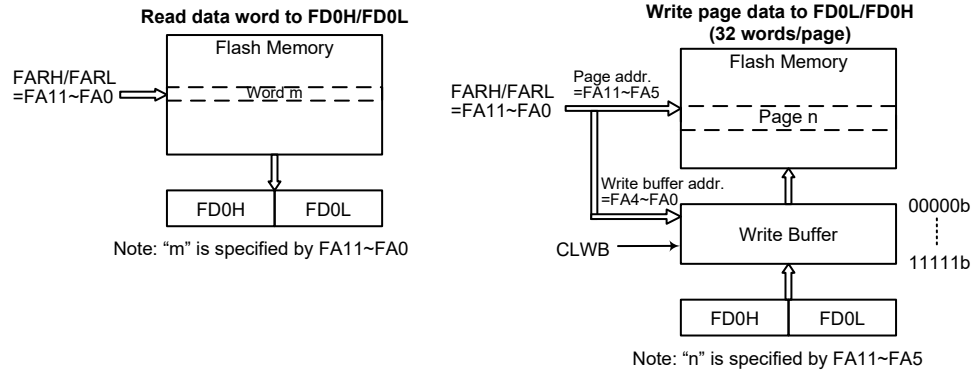 Read data word to FD0H/FD0L
Flash Memory
FARH/FARL
=FA11~FA0
Word m
FD0H
FD0L
Note: “m” is specified by FA11~FA0
Write page data to FD0L/FD0H
(32 words/page)
Flash Memory
FARH/FARL
=FA11~FA0
Page addr.
=FA11~FA5
Page n
Write buffer addr.
=FA4~FA0
CLWB
Write Buffer
00000b
11111b
FD0H
FD0L
Note: “n” is specified by FA11~FA5